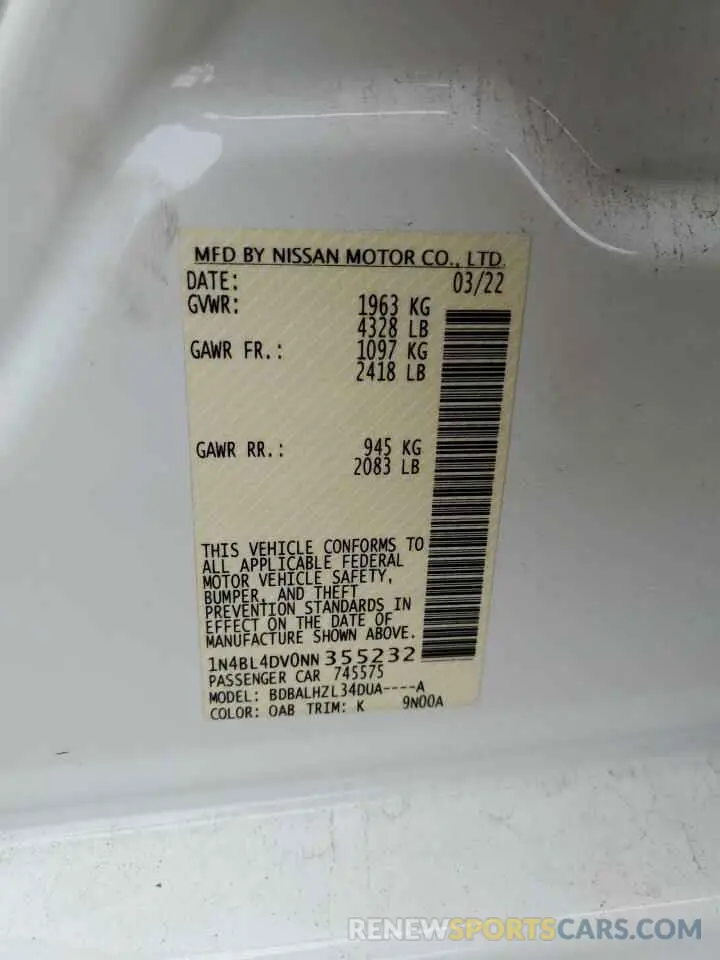 MFD BY NISSAN MOTOR CO., LTD.
DATE: 03/22
GVWR: 1963 KG
4328 LB
GAWR FR.: 1097 KG
2418 LB
GAWR RR.: 945 KG
2083 LB
THIS VEHICLE CONFORMS TO
ALL APPLICABLE FEDERAL
MOTOR VEHICLE SAFETY,
BUMPER, AND THEFT
PREVENTION STANDARDS IN
EFFECT ON THE DATE OF
MANUFACTURE SHOWN ABOVE.
1N4BL4DV0NN355232
PASSENGER CAR 745575
MODEL: BDBALHZL34DUA----A
COLOR: QAB TRIM: K 9N00A
RENEWSPORTSCARS.COM